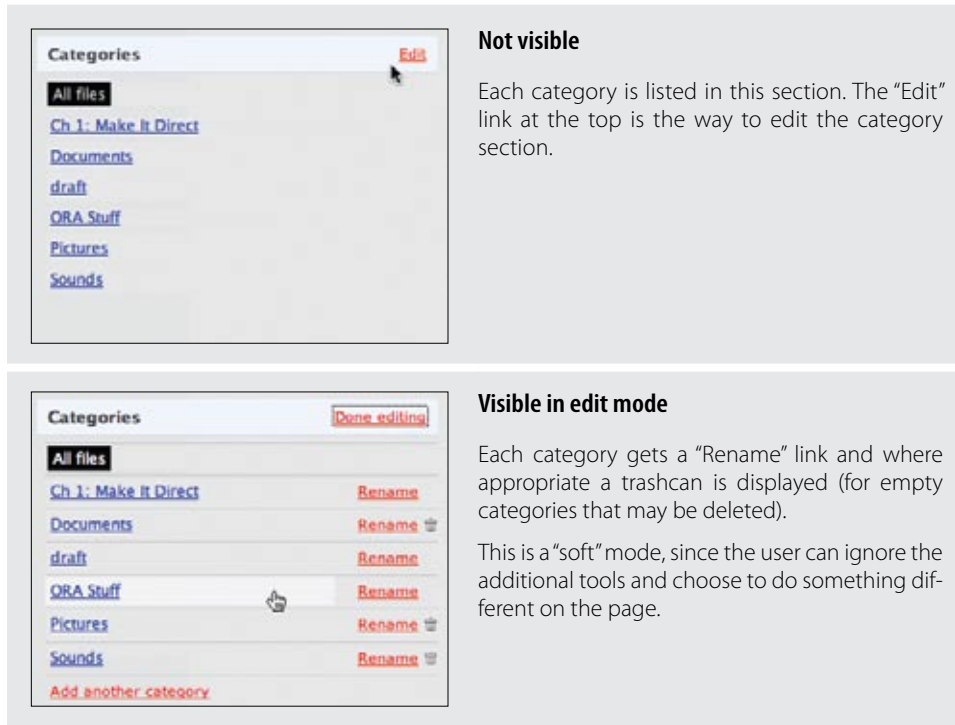 Categories Edit
All files
Ch 1: Make It Direct
Documents
draft
ORA Stuff
Pictures
Sounds
Not visible
Each category is listed in this section. The “Edit”
link at the top is the way to edit the category
section.
Categories Done editing
All files
Ch 1: Make It Direct Rename
Documents Rename
draft Rename
ORA Stuff Rename
Pictures Rename
Sounds Rename
Add another category
Visible in edit mode
Each category gets a “Rename” link and where
appropriate a trashcan is displayed (for empty
categories that may be deleted).
This is a “soft” mode, since the user can ignore the
additional tools and choose to do something dif-
ferent on the page.